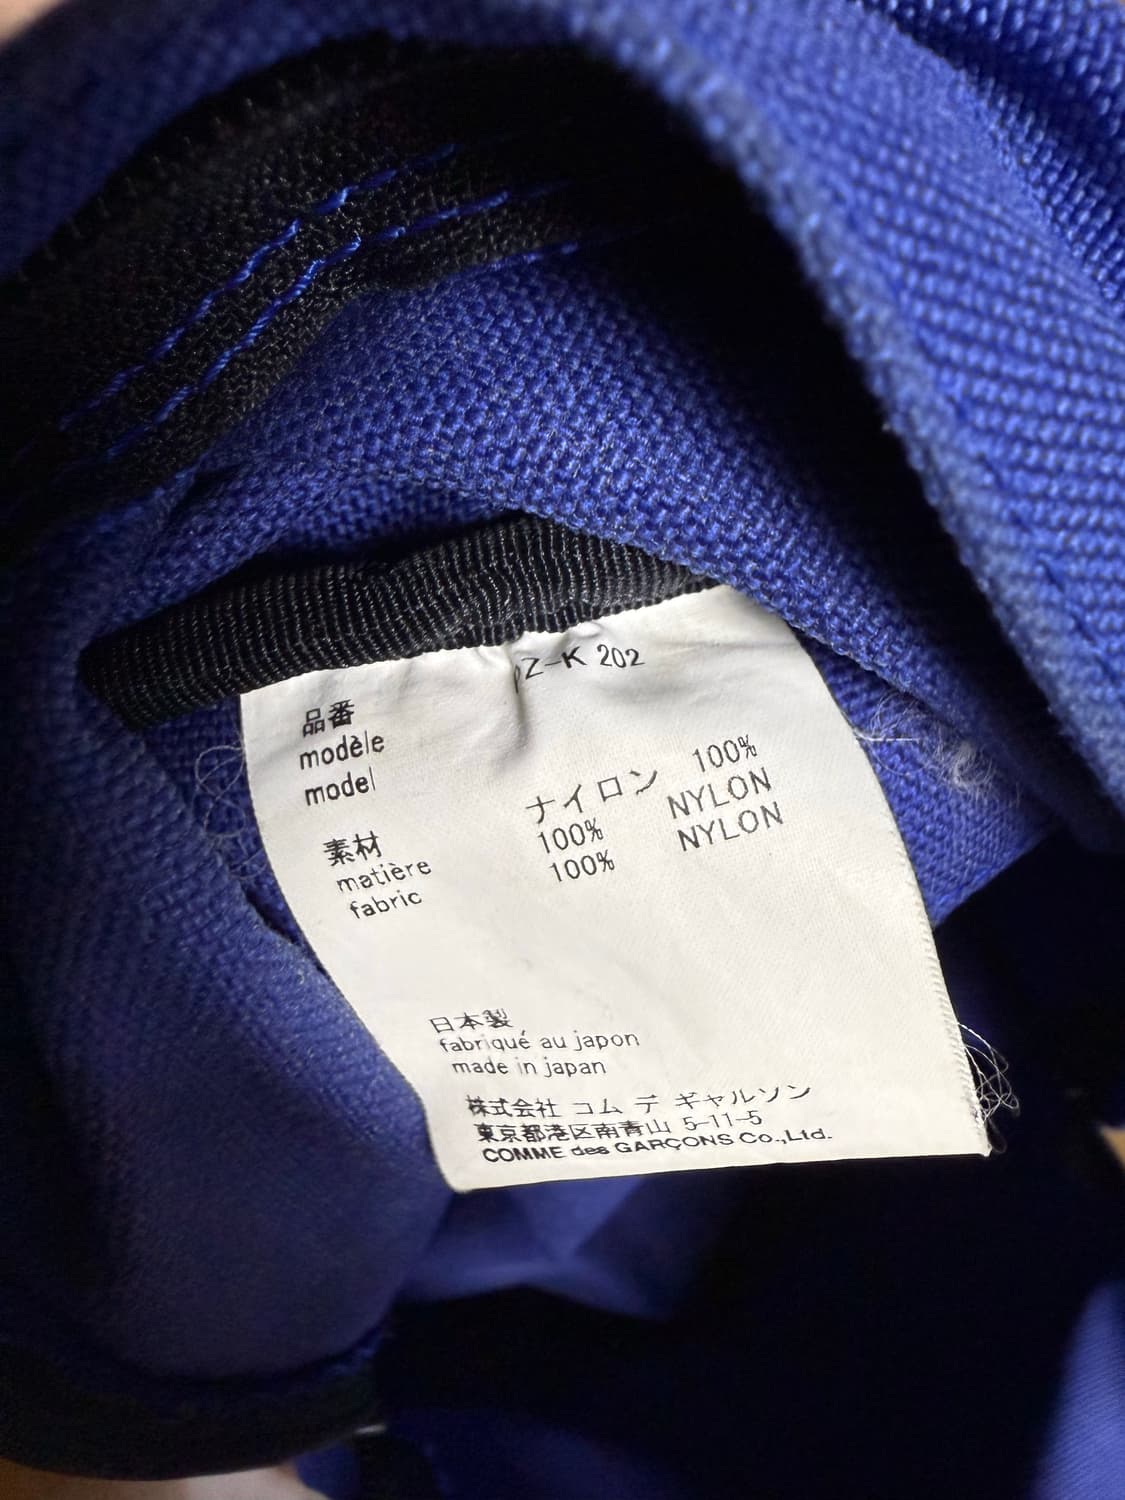 Z-K 202
品番
modèle
model
素材 ナイロン 100%
matière 100% NYLON
fabric 100% NYLON
日本製
fabriqué au japon
made in japan
株式会社 コム デ ギャルソン
東京都港区南青山 5-11-5
COMME des GARÇONS Co.,Ltd.